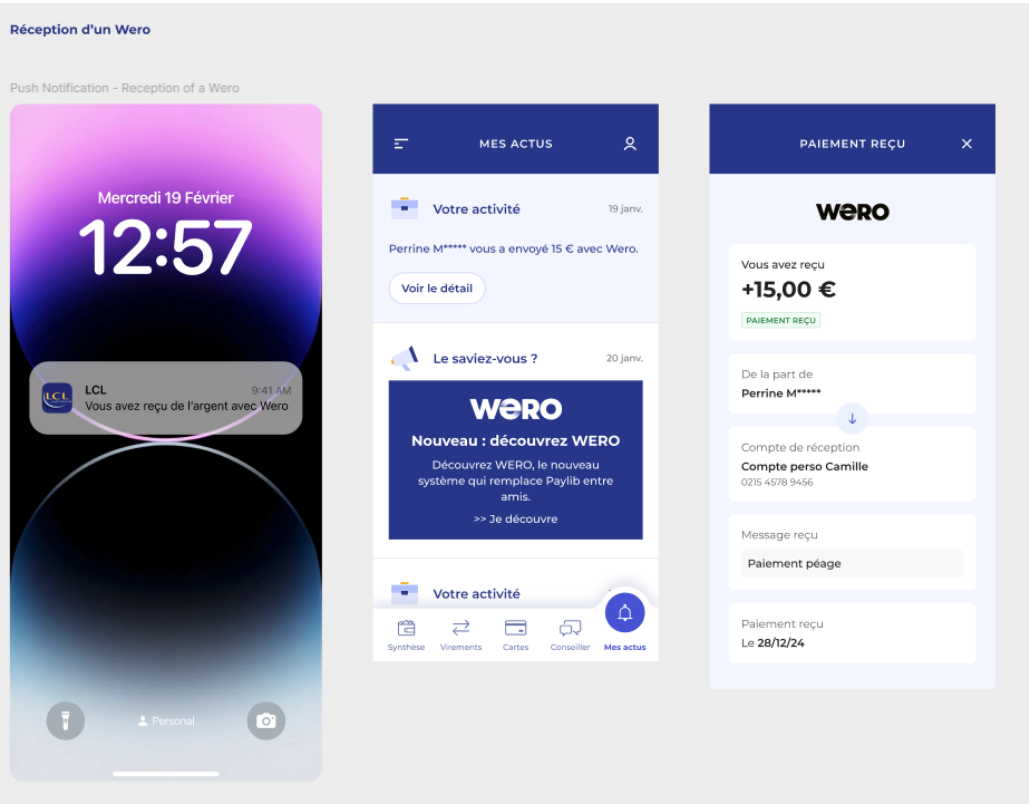 Réception d'un Wero
Push Notification - Reception of a Wero
Mercredi 19 Février
12:57
LCL
LCL
9:41 AM
Vous avez reçu de l'argent avec Wero
Personal
MES ACTUS
Votre activité
19 janv.
Perrine M***** vous a envoyé 15 € avec Wero.
Voir le détail
Le saviez-vous ?
20 janv.
WERO
Nouveau : découvrez WERO
Découvrez WERO, le nouveau
système qui remplace Paylib entre
amis.
>> Je découvre
Votre activité
Synthèse
Virements
Cartes
Conseiller
Mes actus
PAIEMENT REÇU
WERO
Vous avez reçu
+15,00 €
PAIEMENT REÇU
De la part de
Perrine M*****
Compte de réception
Compte perso Camille
0215 4578 9456
Message reçu
Paiement péage
Paiement reçu
Le 28/12/24